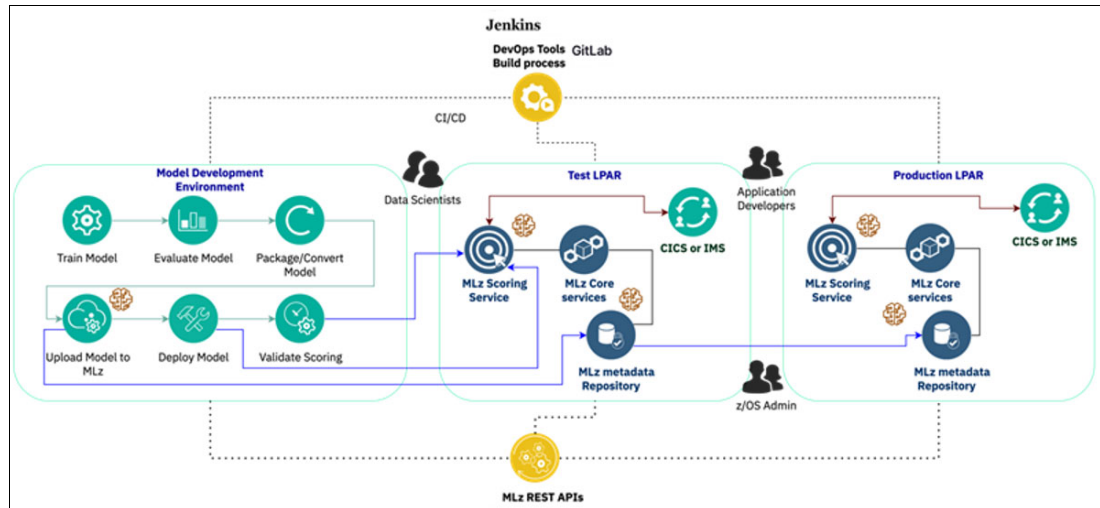 Jenkins
DevOps Tools
Build process
GitLab
CI/CD
Model Development
Environment
Data Scientists
Test LPAR
Application
Developers
Production LPAR
Train Model
Evaluate Model
Package/Convert
Model
CICS or IMS
CICS or IMS
MLz Scoring
Service
MLz Core
services
MLz Scoring
Service
MLz Core
services
Upload Model to
MLz
Deploy Model
Validate Scoring
MLz metadata
Repository
z/OS Admin
MLz metadata
Repository
MLz REST APIs